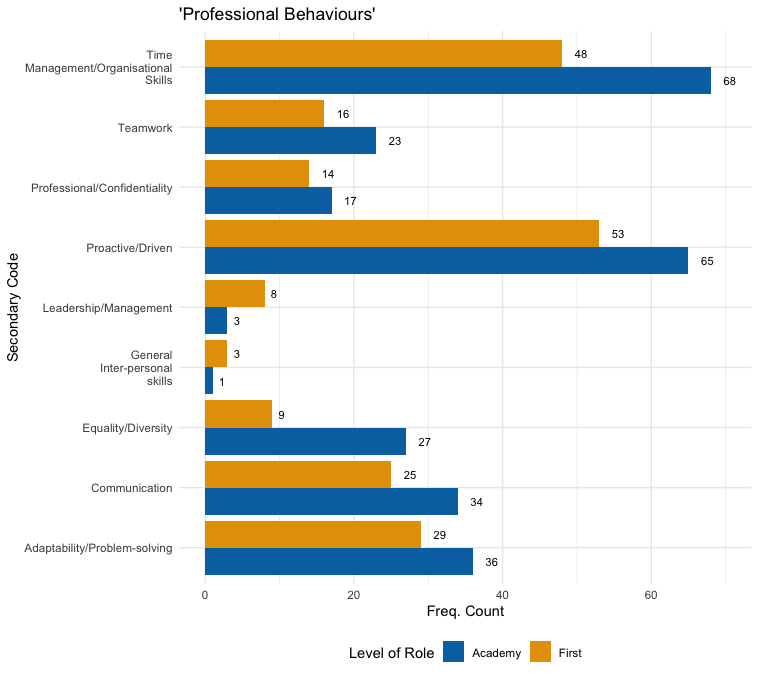 'Professional Behaviours'
Secondary Code
Time
Management/Organisational
Skills
48
68
Teamwork
16
23
Professional/Confidentiality
14
17
Proactive/Driven
53
65
Leadership/Management
8
3
General
Inter-personal
skills
3
1
Equality/Diversity
9
27
Communication
25
34
Adaptability/Problem-solving
29
36
0 20 40 60
Freq. Count
Level of Role Academy First